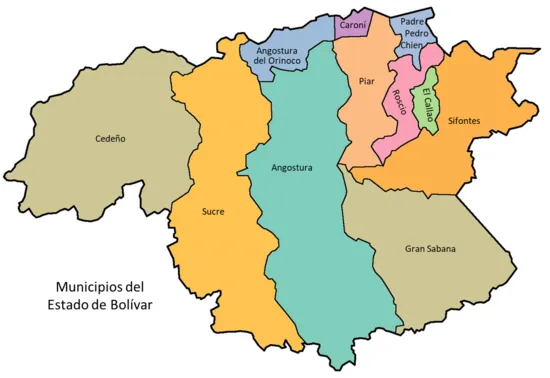 Caroní
Padre
Pedro
Chien
Angostura
del Orinoco
Piar
Roscio
El Callao
Sifontes
Cedeño
Angostura
Sucre
Gran Sabana
Municipios del
Estado de Bolívar